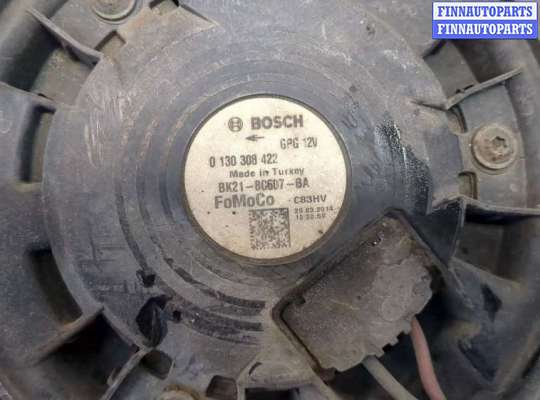 FINNAUTOPARTS
FINNAUTOPARTS
BOSCH
GPG 12V
0 130 308 422
Made in Turkey
BK21-8C607-BA
FoMoCo C83HV